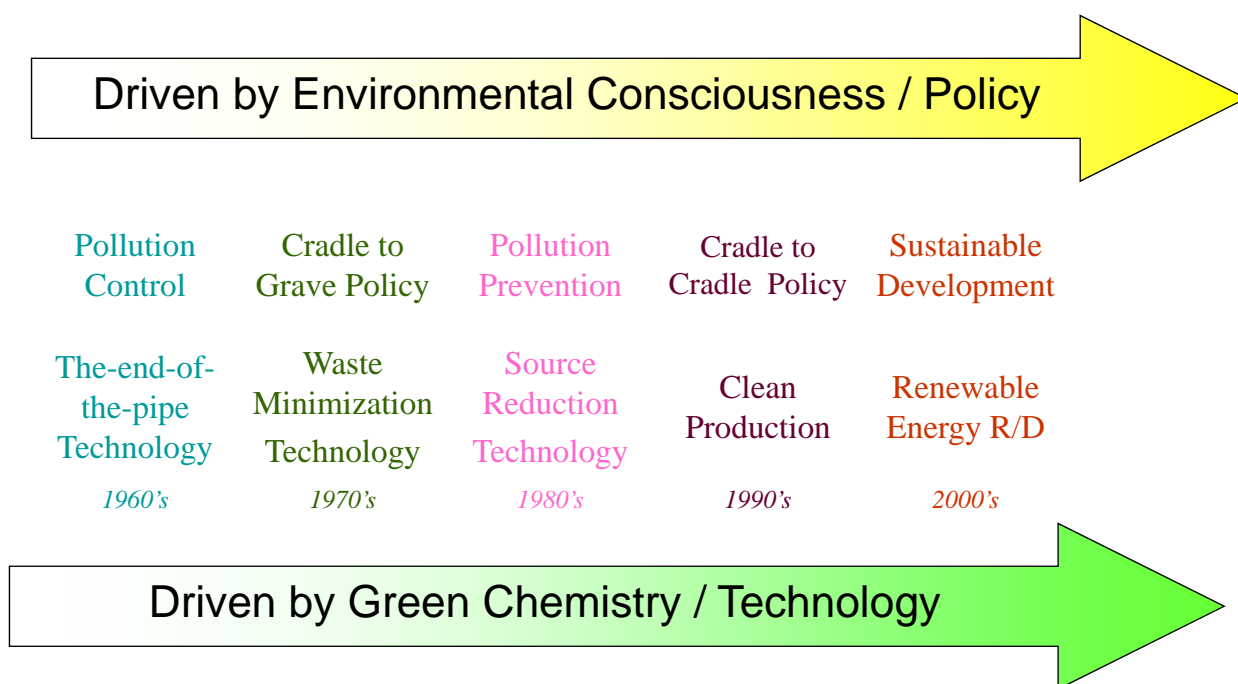 Driven by Environmental Consciousness / Policy
Pollution
Control
Cradle to
Grave Policy
Pollution
Prevention
Cradle to
Cradle Policy
Sustainable
Development
The-end-of-
the-pipe
Technology
Waste
Minimization
Technology
Source
Reduction
Technology
Clean
Production
Renewable
Energy R/D
1960’s
1970’s
1980’s
1990’s
2000’s
Driven by Green Chemistry / Technology